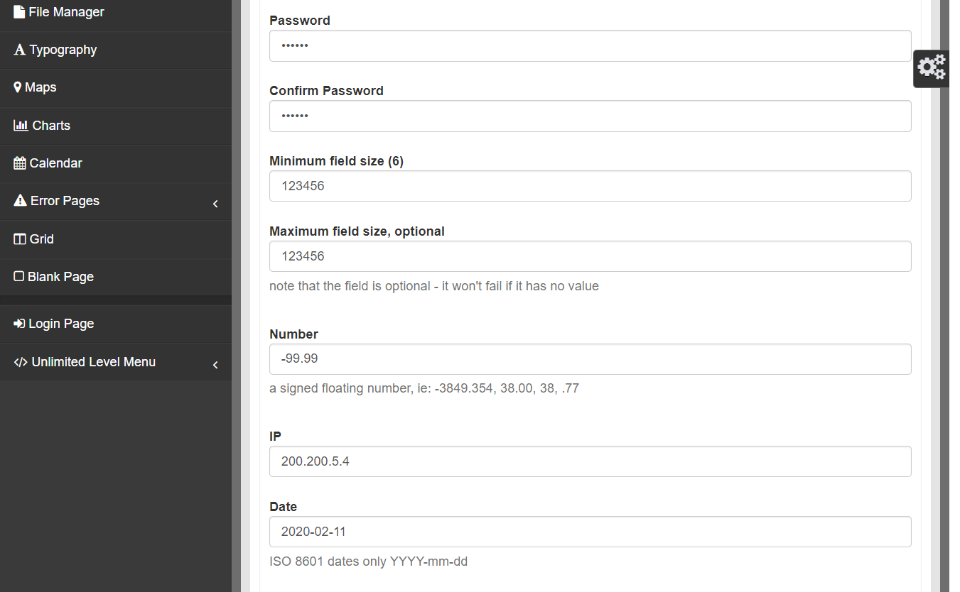 File Manager
Typography
Maps
Charts
Calendar
Error Pages
Grid
Blank Page
Login Page
Unlimited Level Menu
Password
••••••
Confirm Password
••••••
Minimum field size (6)
123456
Maximum field size, optional
123456
note that the field is optional - it won't fail if it has no value
Number
-99.99
a signed floating number, ie: -3849.354, 38.00, 38, .77
IP
200.200.5.4
Date
2020-02-11
ISO 8601 dates only YYYY-mm-dd